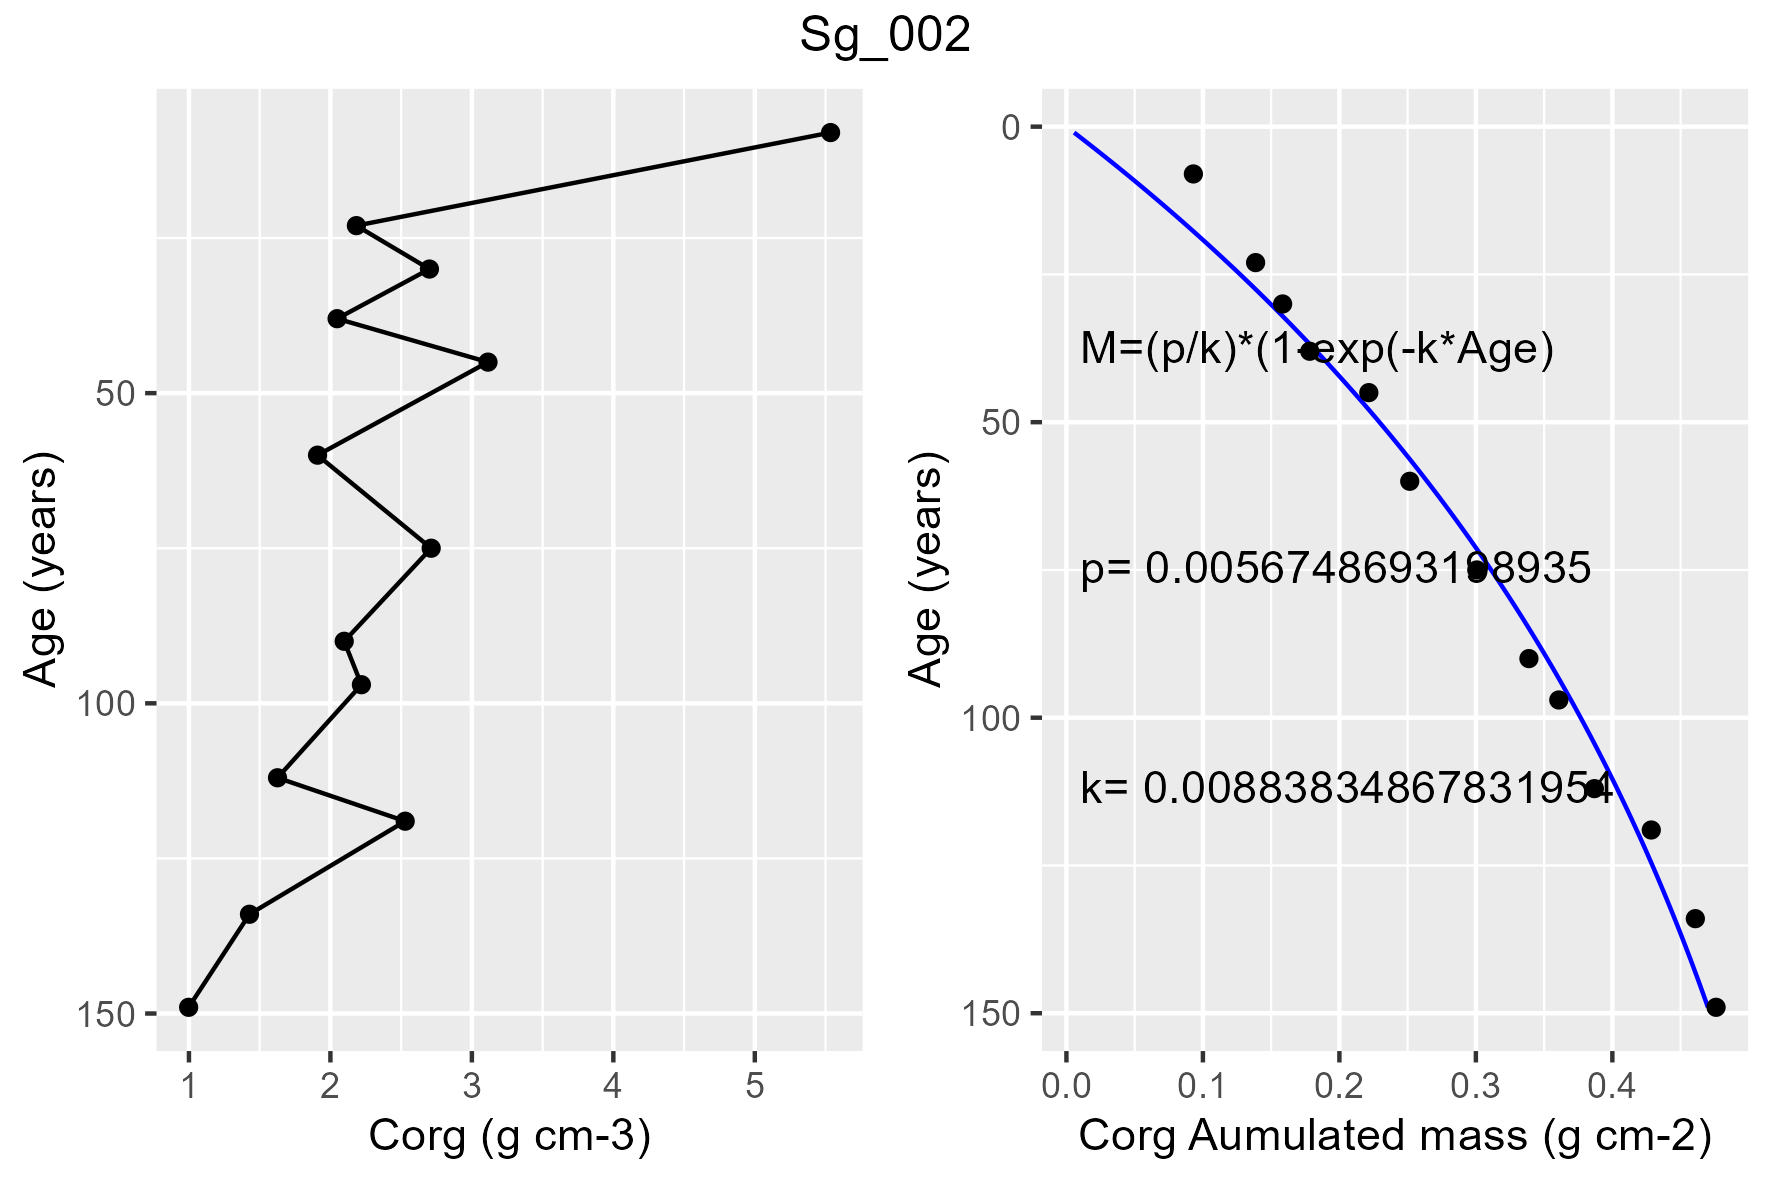 Sg_002
Age (years)
50
100
150
1
2
3
4
5
Corg (g cm-3)
Age (years)
0
50
100
150
M=(p/k)*(1-exp(-k*Age)
p=
k= 0.00883834867831954
0.0
0.1
0.2
0.3
0.4
Corg Aumulated mass (g cm-2)